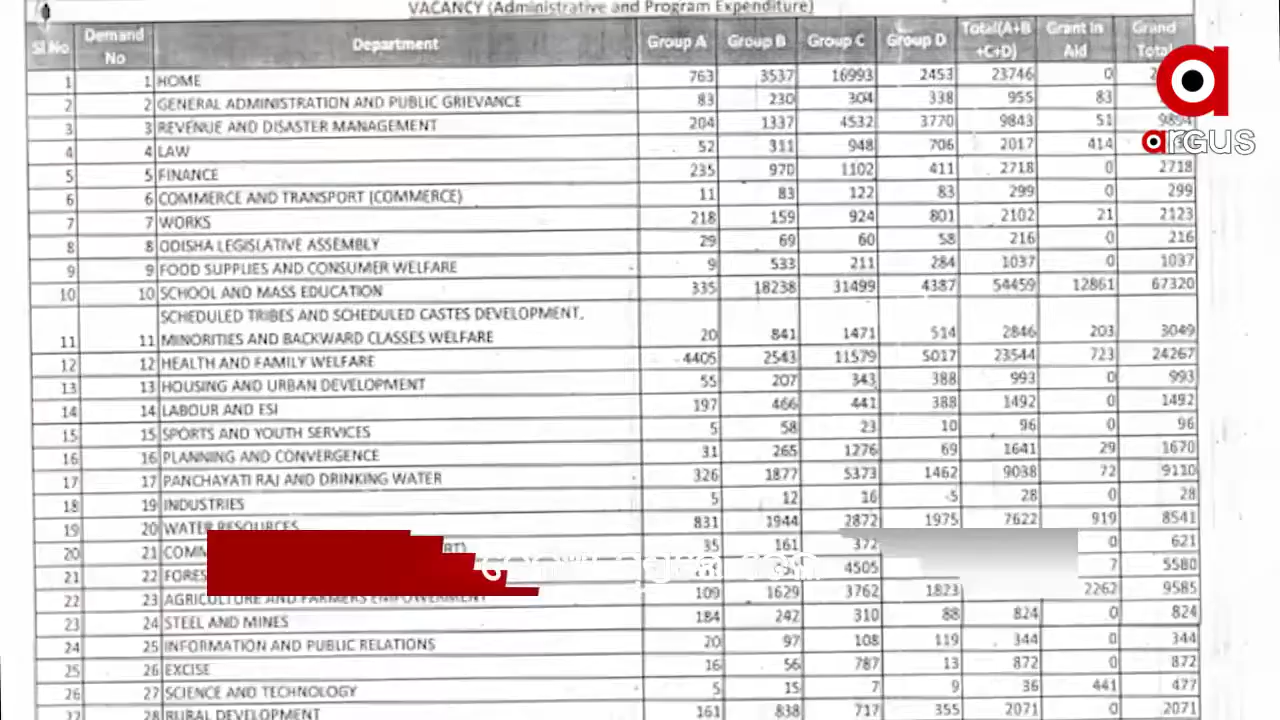 VACANCY (Administrative and Program Expenditure)
Sl No Demand No Department Group A Group B Group C Group D Total(A+B+C+D) Grant In Aid Grand Total
1 1 HOME 763 3537 16993 2453 23746 0
2 2 GENERAL ADMINISTRATION AND PUBLIC GRIEVANCE 83 230 304 338 955 83
3 3 REVENUE AND DISASTER MANAGEMENT 204 1337 4532 3770 9843 51 9894
4 4 LAW 52 311 948 706 2017 414
argus
5 5 FINANCE 235 970 1102 411 2718 0 2718
6 6 COMMERCE AND TRANSPORT (COMMERCE) 11 83 122 83 299 0 299
7 7 WORKS 218 159 924 801 2102 21 2123
8 8 ODISHA LEGISLATIVE ASSEMBLY 29 69 60 58 216 0 216
9 9 FOOD SUPPLIES AND CONSUMER WELFARE 9 533 211 284 1037 0 1037
10 10 SCHOOL AND MASS EDUCATION 335 18238 31499 4387 54459 12861 67320
SCHEDULED TRIBES AND SCHEDULED CASTES DEVELOPMENT,
11 11 MINORITIES AND BACKWARD CLASSES WELFARE 20 841 1471 514 2846 203 3049
12 12 HEALTH AND FAMILY WELFARE 4405 2543 11579 5017 23544 723 24267
13 13 HOUSING AND URBAN DEVELOPMENT 55 207 343 388 993 0 993
14 14 LABOUR AND ESI 197 466 441 388 1492 0 1492
15 15 SPORTS AND YOUTH SERVICES 5 58 23 10 96 0 96
16 16 PLANNING AND CONVERGENCE 31 265 1276 69 1641 29 1670
17 17 PANCHAYATI RAJ AND DRINKING WATER 326 1877 5373 1462 9038 72 9110
18 19 INDUSTRIES 5 12 16 -5 28 0 28
19 20 WATER RESOURCES 831 1944 2872 1975 7622 919 8541
20 21 35 161 372 0 621
21 22 4505 7 5580
22 23 AGRICULTURE AND FARMERS EMPOWERMENT 109 1629 3762 1823 2262 9585
23 24 STEEL AND MINES 184 242 310 88 824 0 824
24 25 INFORMATION AND PUBLIC RELATIONS 20 97 108 119 344 0 344
25 26 EXCISE 16 56 787 13 872 0 872
26 27 SCIENCE AND TECHNOLOGY 5 15 7 9 36 441 477
27 28 RURAL DEVELOPMENT 161 838 717 355 2071 0 2071